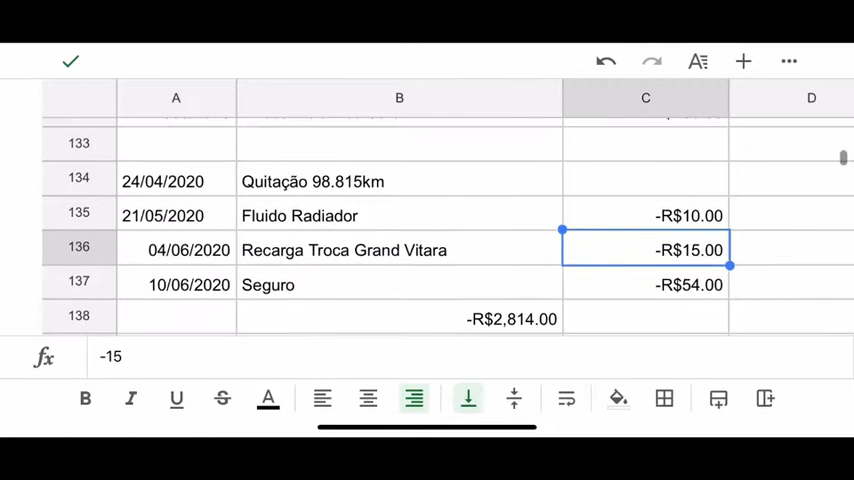 A B C D
133
134 24/04/2020 Quitação 98.815km
135 21/05/2020 Fluido Radiador -R$10.00
136 04/06/2020 Recarga Troca Grand Vitara -R$15.00
137 10/06/2020 Seguro -R$54.00
138 -R$2,814.00
fx -15
B I U S A